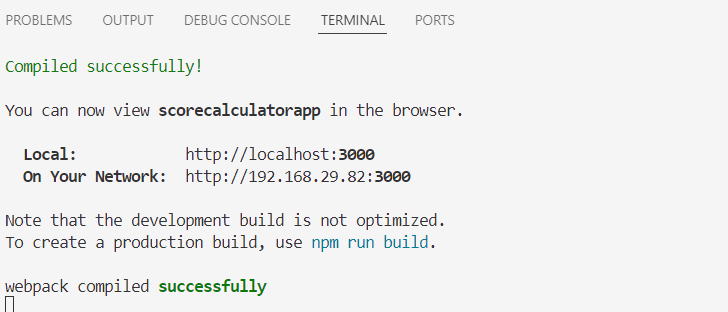 PROBLEMS OUTPUT DEBUG CONSOLE TERMINAL PORTS
Compiled successfully!
You can now view scorecalculatorapp in the browser.
Local: http://localhost:3000
On Your Network: http://192.168.29.82:3000
Note that the development build is not optimized.
To create a production build, use npm run build.
webpack compiled successfully